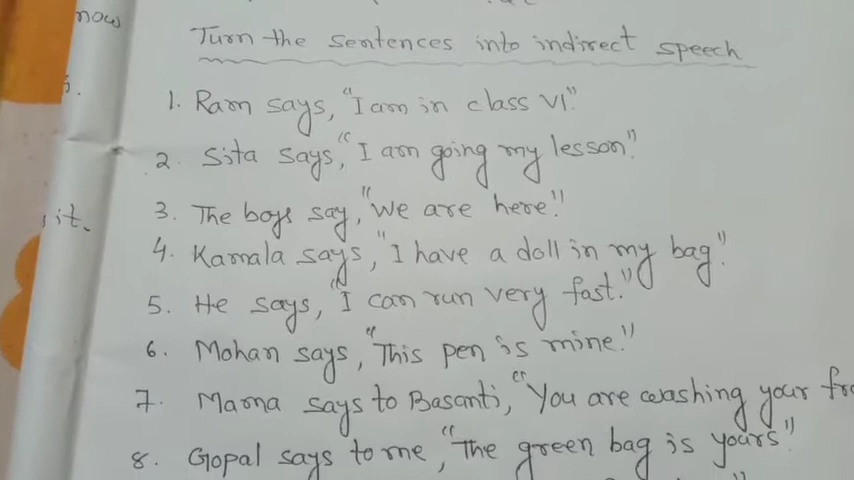 now
Turn the sentences into indirect speech
1. Ram says, "I am in class VI".
2. Sita says, "I am going my lesson."
it.
3. The boys say, "We are here."
4. Kamala says, "I have a doll in my bag."
5. He says, "I can run very fast."
6. Mohan says, "This pen is mine."
7. Mama says to Basanti, "You are washing your
8. Gopal says to me, "The green bag is yours"